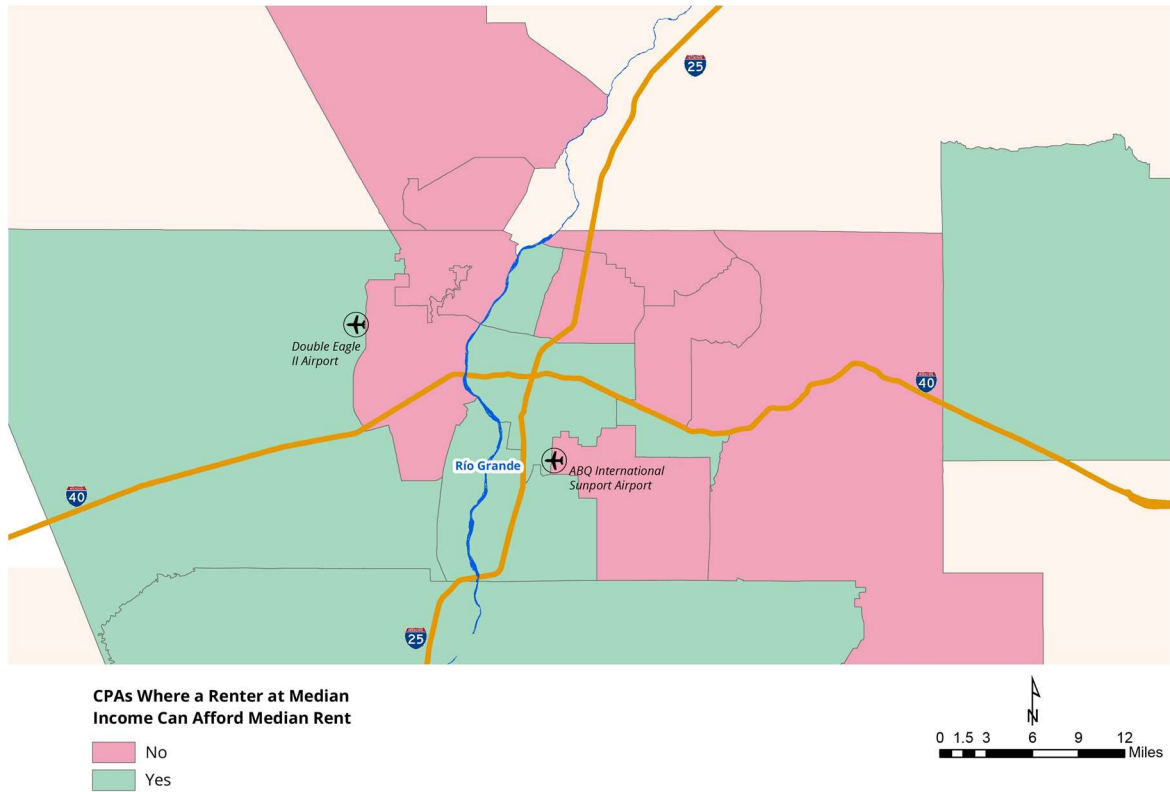 25
Double Eagle
II Airport
40
Río Grande
ABQ International
Sunport Airport
40
25
CPAs Where a Renter at Median
Income Can Afford Median Rent
No
Yes
N
0 1.5 3 6 9 12
Miles